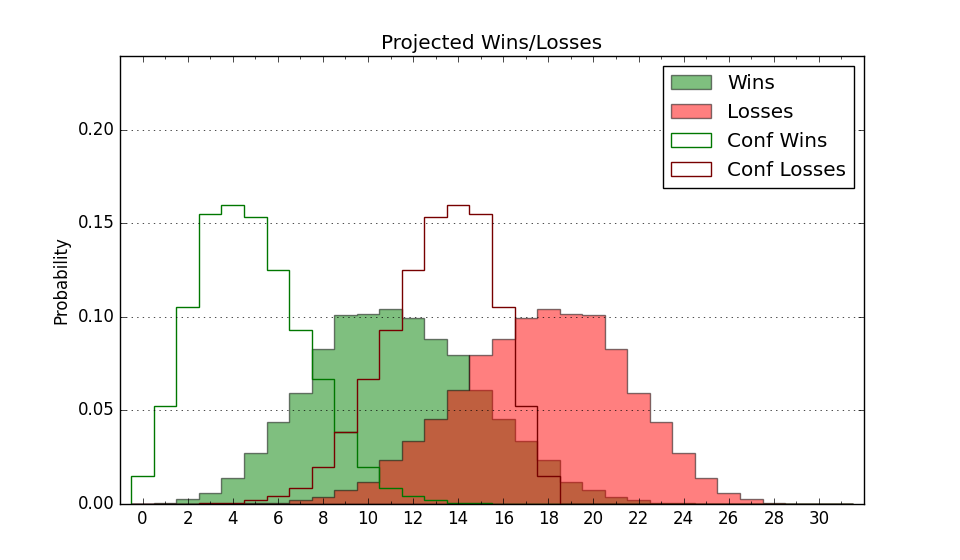 Projected Wins/Losses
Wins
Losses
Conf Wins
Conf Losses
Probability
0.20
0.15
0.10
0.05
0.00
0 2 4 6 8 10 12 14 16 18 20 22 24 26 28 30